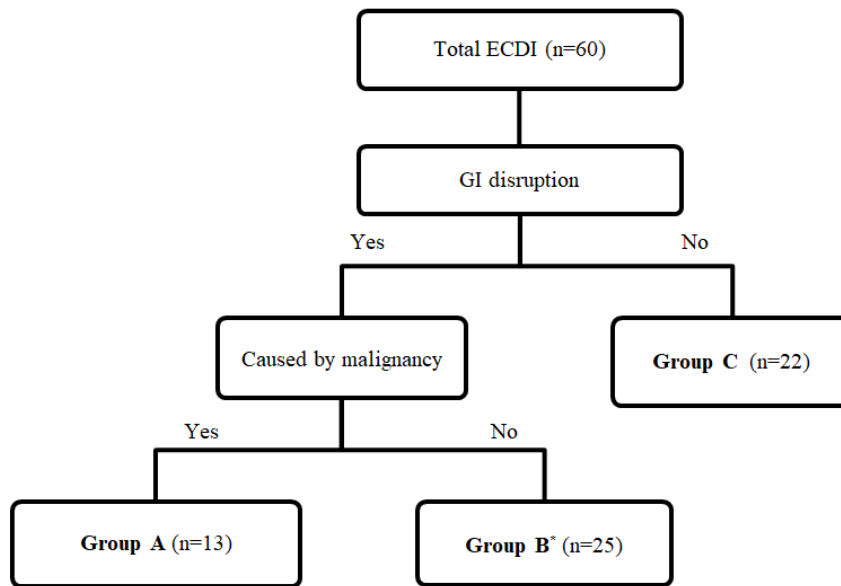 Total ECDI (n=60)
GI disruption
Yes
No
Caused by malignancy
Group C (n=22)
Yes
No
Group A (n=13)
Group B* (n=25)